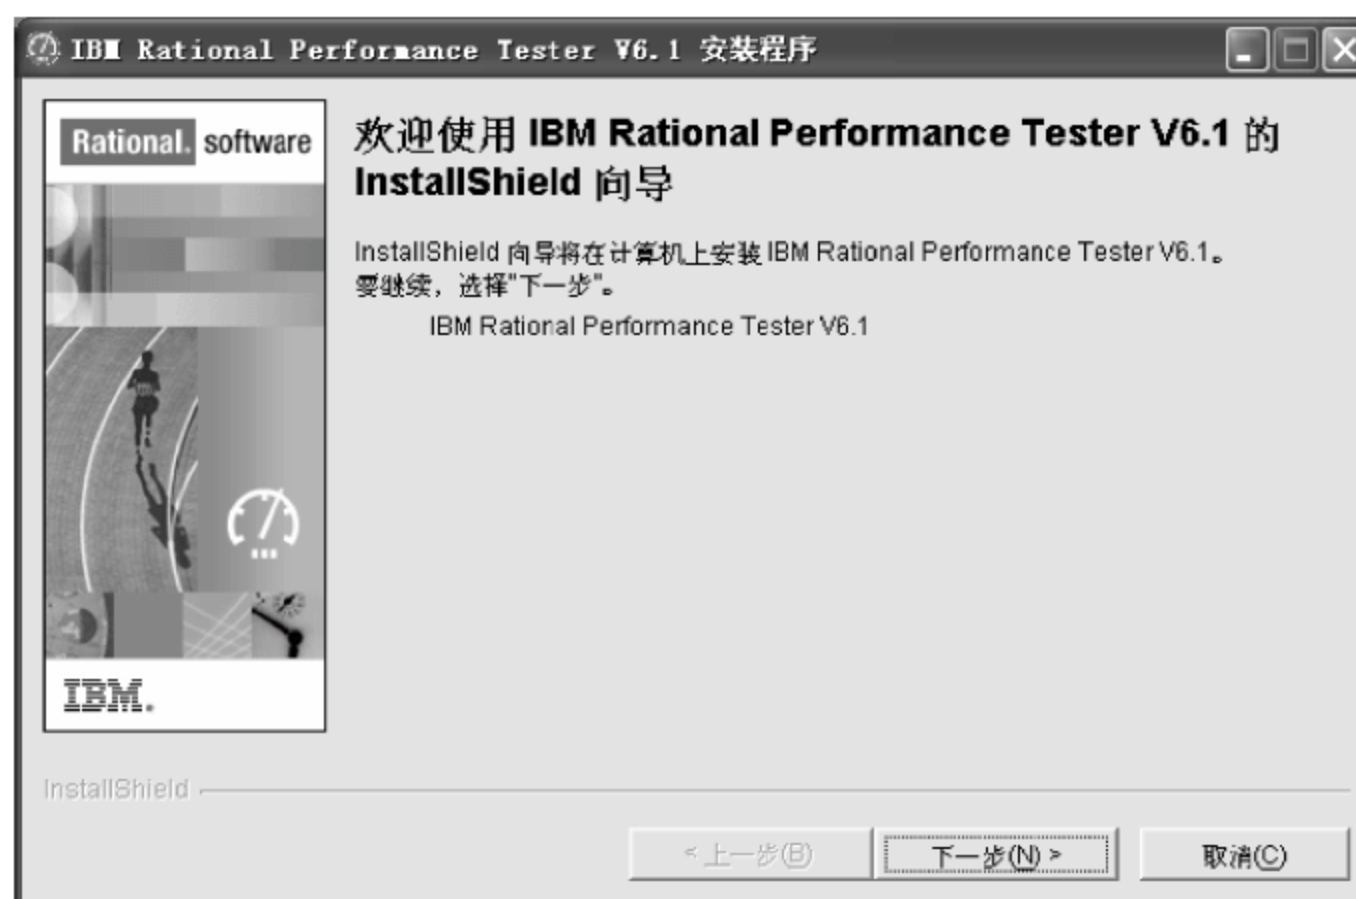 IBM Rational Performance Tester V6.1 安装程序
Rational. software
欢迎使用 IBM Rational Performance Tester V6.1 的
InstallShield 向导
InstallShield 向导将在计算机上安装 IBM Rational Performance Tester V6.1。
要继续，选择"下一步"。
IBM Rational Performance Tester V6.1
IBM.
InstallShield
< 上一步(B)
下一步(N) >
取消(C)